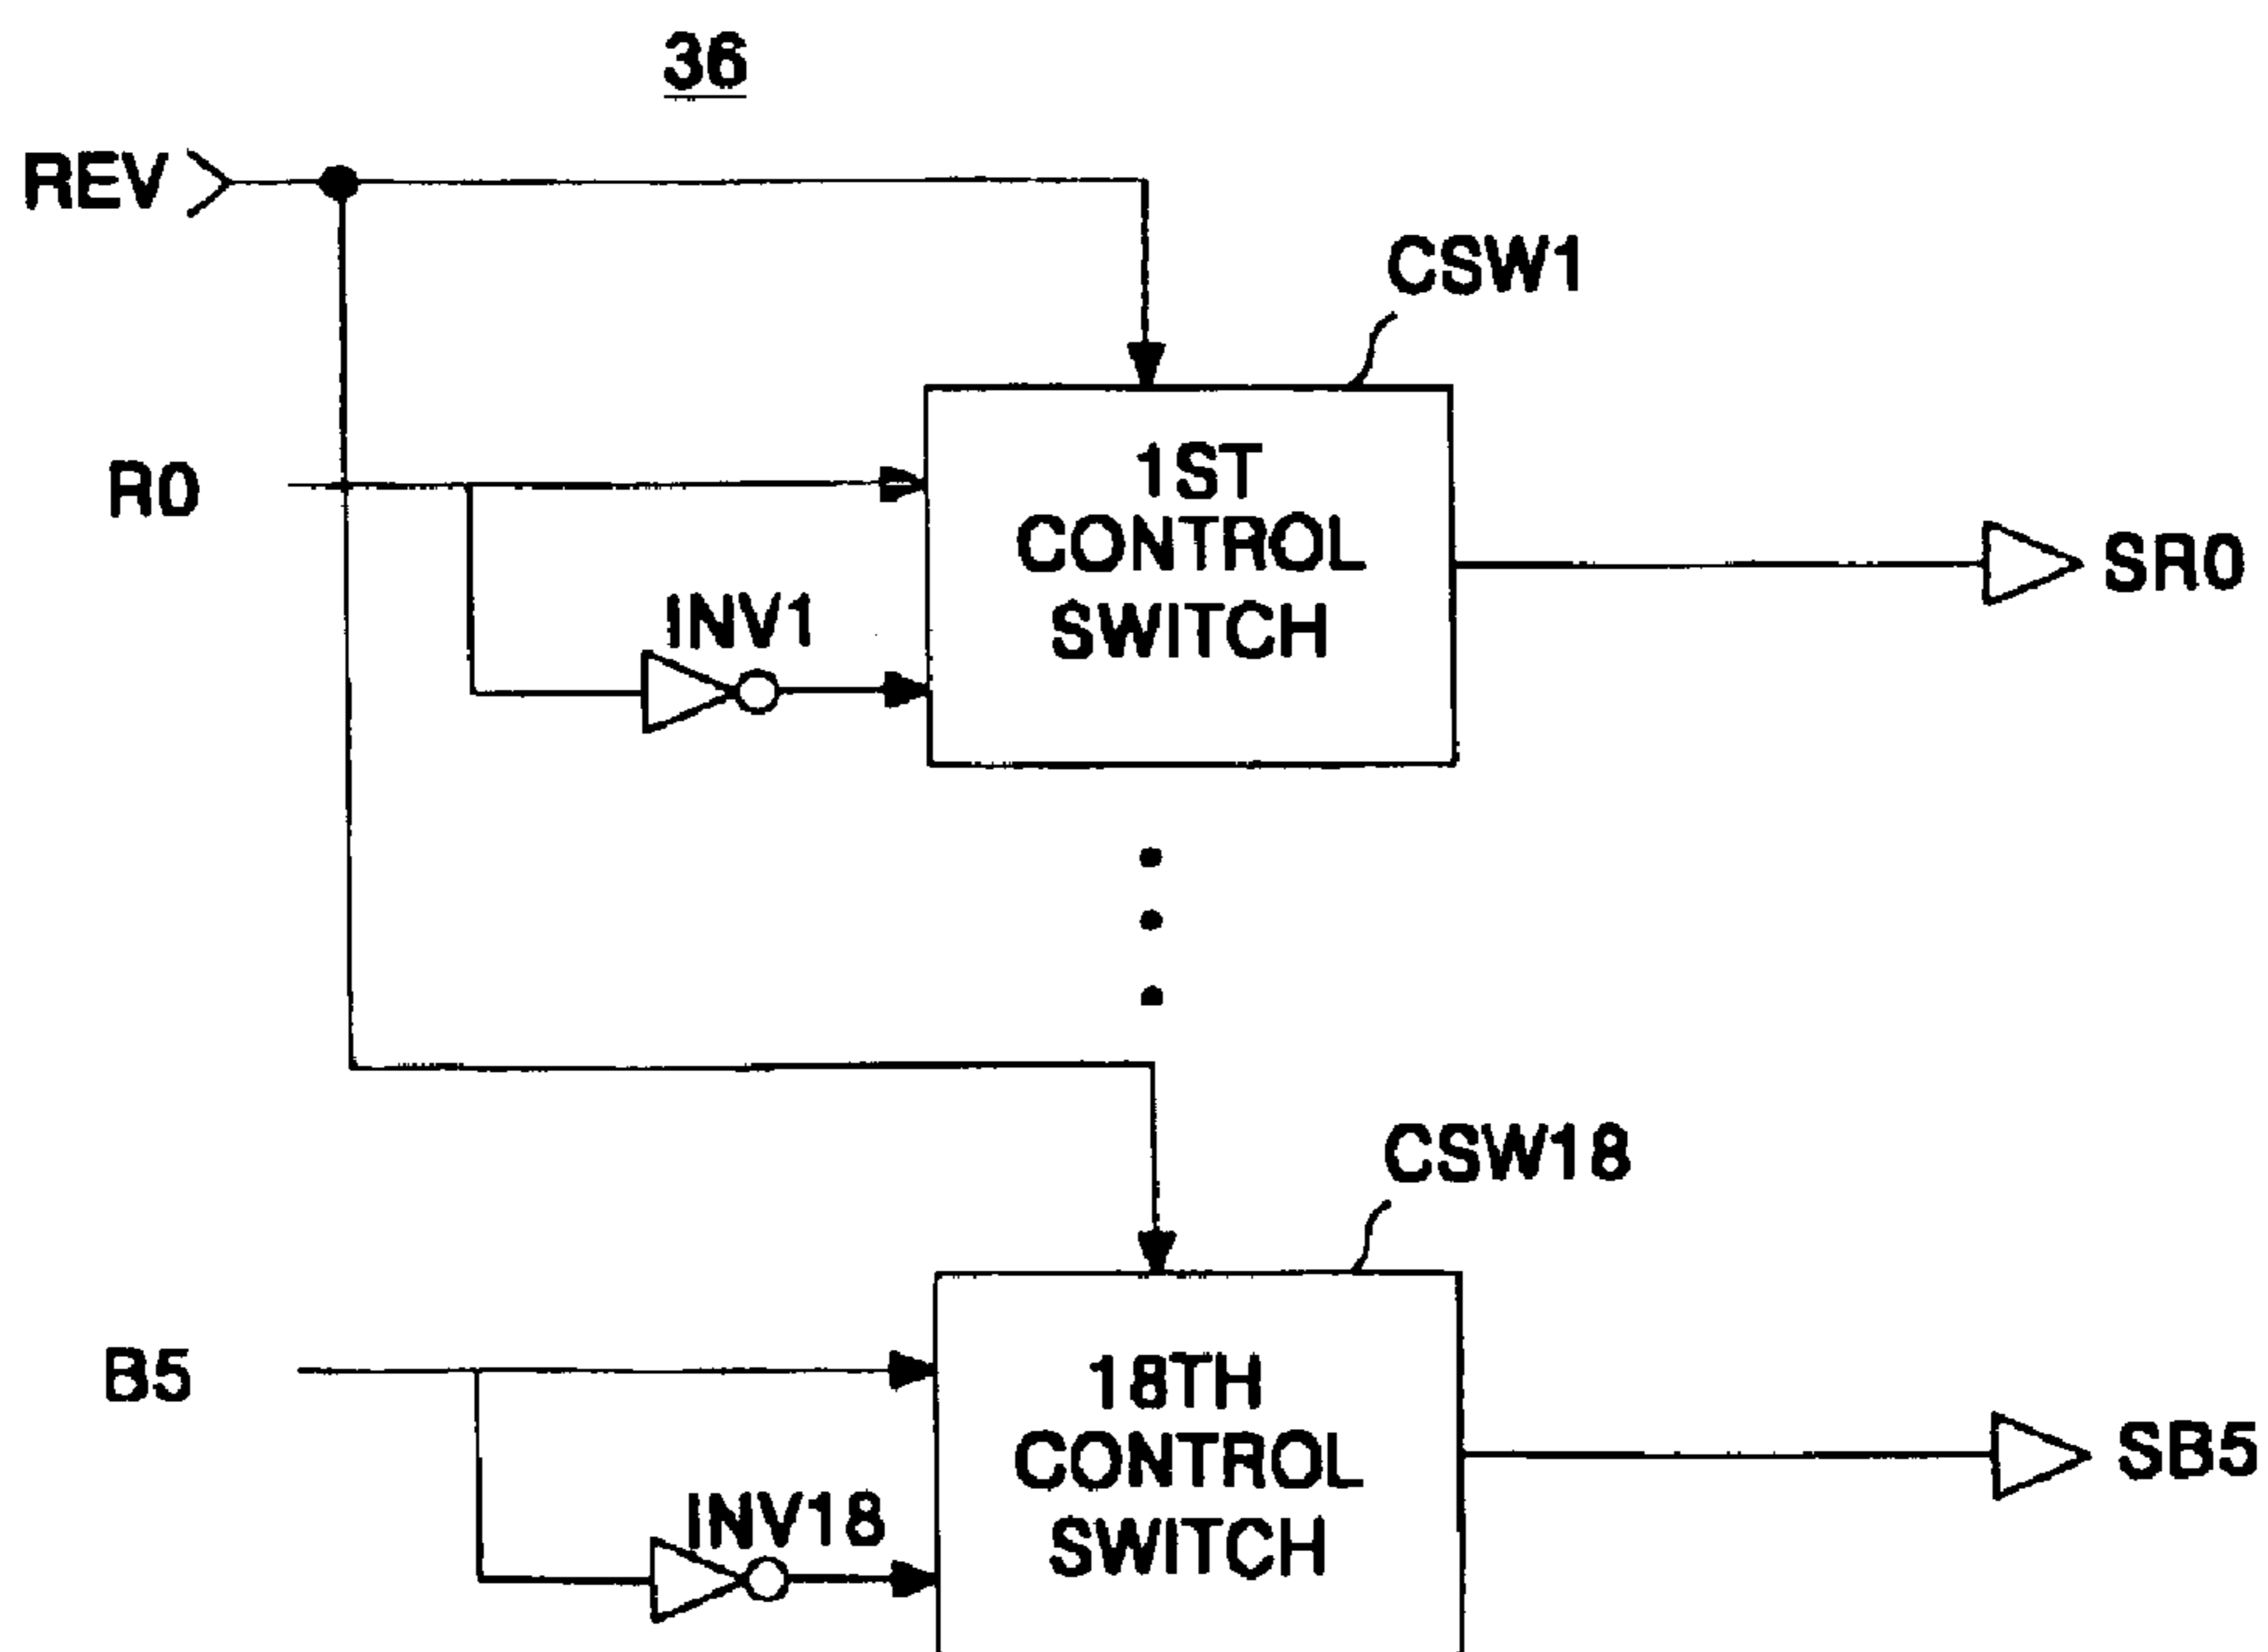 36
REV
CSW1
R0
1ST
CONTROL
SWITCH
SR0
INV1
CSW18
B5
18TH
CONTROL
SWITCH
SB5
INV18